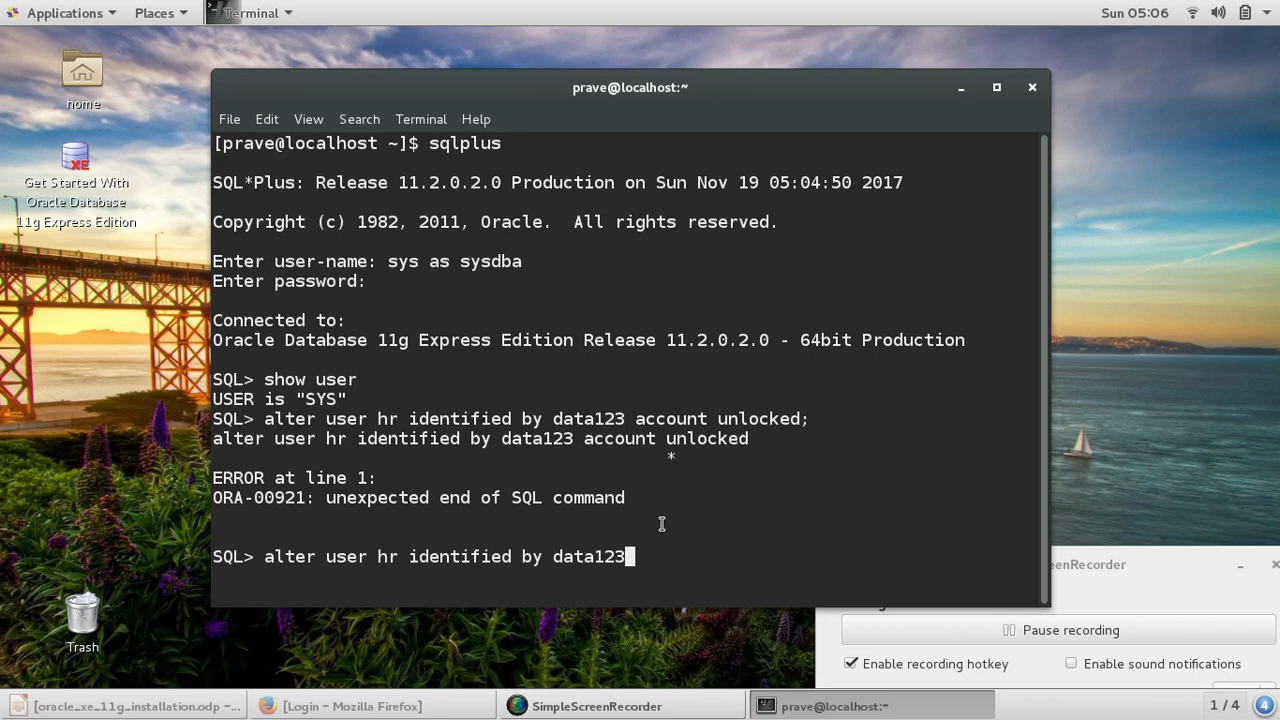 Applications Places Terminal Sun 05:06
home
XE
Get Started With
Oracle Database
11g Express Edition
Trash
prave@localhost:~
File Edit View Search Terminal Help
[prave@localhost ~]$ sqlplus
SQL*Plus: Release 11.2.0.2.0 Production on Sun Nov 19 05:04:50 2017
Copyright (c) 1982, 2011, Oracle.  All rights reserved.
Enter user-name: sys as sysdba
Enter password:
Connected to:
Oracle Database 11g Express Edition Release 11.2.0.2.0 - 64bit Production
SQL> show user
USER is "SYS"
SQL> alter user hr identified by data123 account unlocked;
alter user hr identified by data123 account unlocked
*
ERROR at line 1:
ORA-00921: unexpected end of SQL command
SQL> alter user hr identified by data123
eenRecorder
Pause recording
Enable recording hotkey Enable sound notifications
[oracle_xe_11g_installation.odp -... [Login - Mozilla Firefox] SimpleScreenRecorder prave@localhost:~ 1 / 4 4